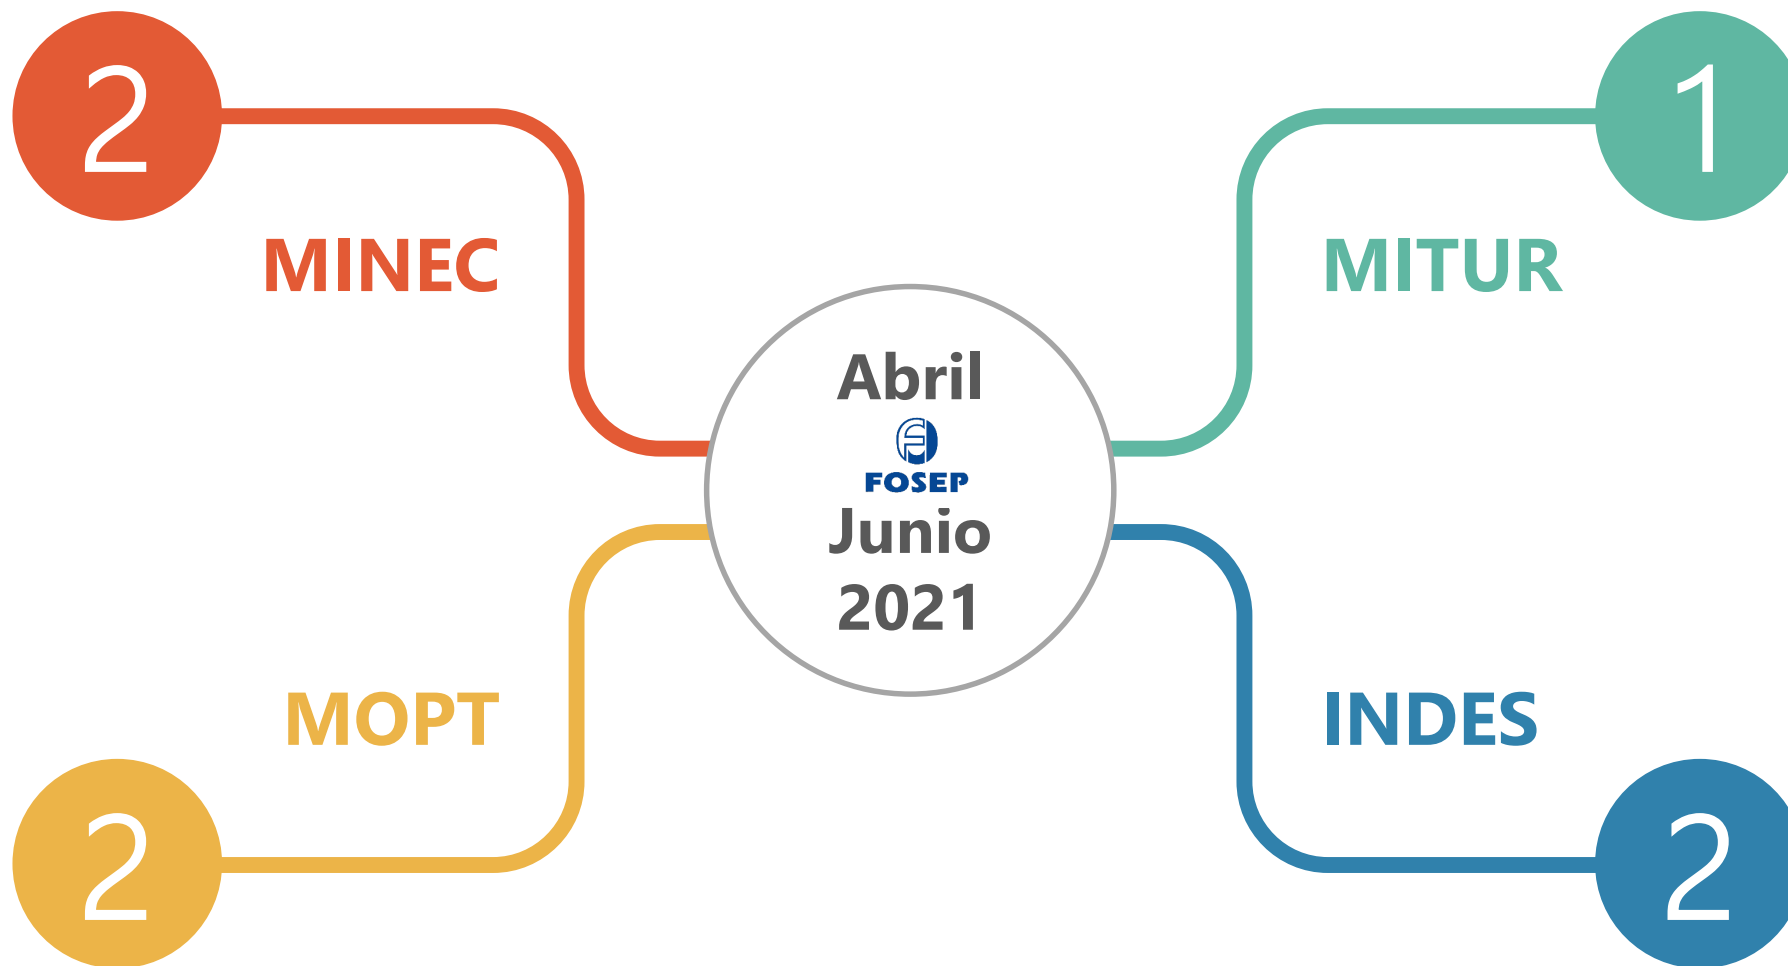 2
MINEC
1
MITUR
Abril
FOSEP
Junio
2021
MOPT
2
INDES
2